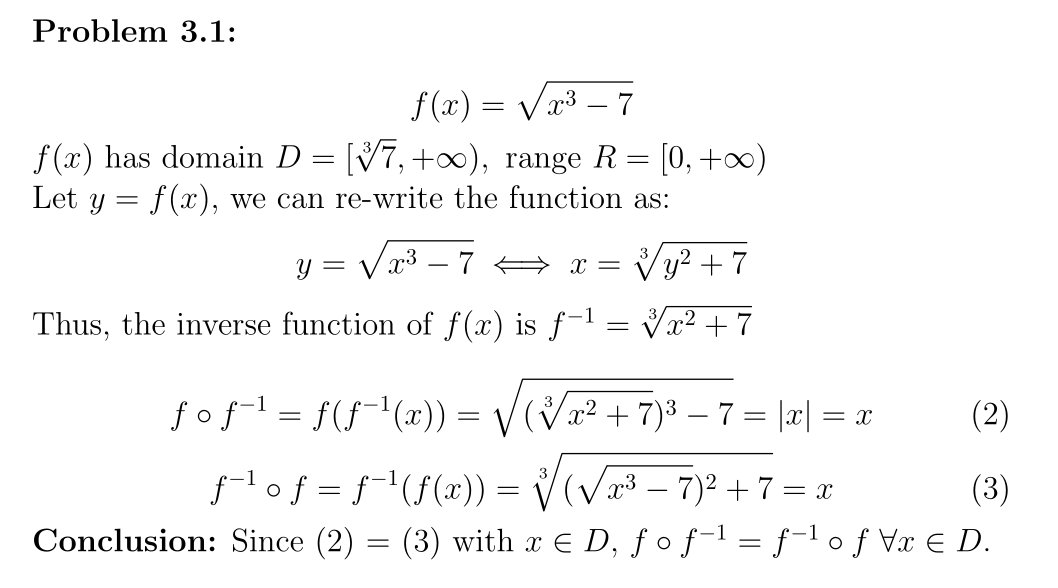 Problem 3.1:
f(x) = √(x³ − 7)
f(x) has domain D = [∛7, +∞), range R = [0, +∞)
Let y = f(x), we can re-write the function as:
y = √(x³ − 7) ⟺ x = ∛(y² + 7)
Thus, the inverse function of f(x) is f⁻¹ = ∛(x² + 7)
f ∘ f⁻¹ = f(f⁻¹(x)) = √((∛(x² + 7))³ − 7) = |x| = x (2)
f⁻¹ ∘ f = f⁻¹(f(x)) = ∛((√(x³ − 7))² + 7) = x (3)
Conclusion: Since (2) = (3) with x ∈ D, f ∘ f⁻¹ = f⁻¹ ∘ f ∀x ∈ D.